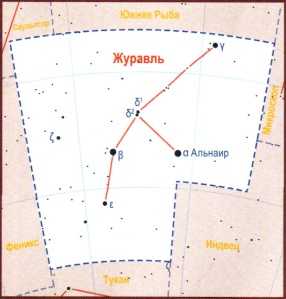 Южная Рыба
Скульптор
Журавль
γ
Микроскоп
δ¹
δ²
ζ
β
α Альнаир
ε
Феникс
Индеец
Тукан